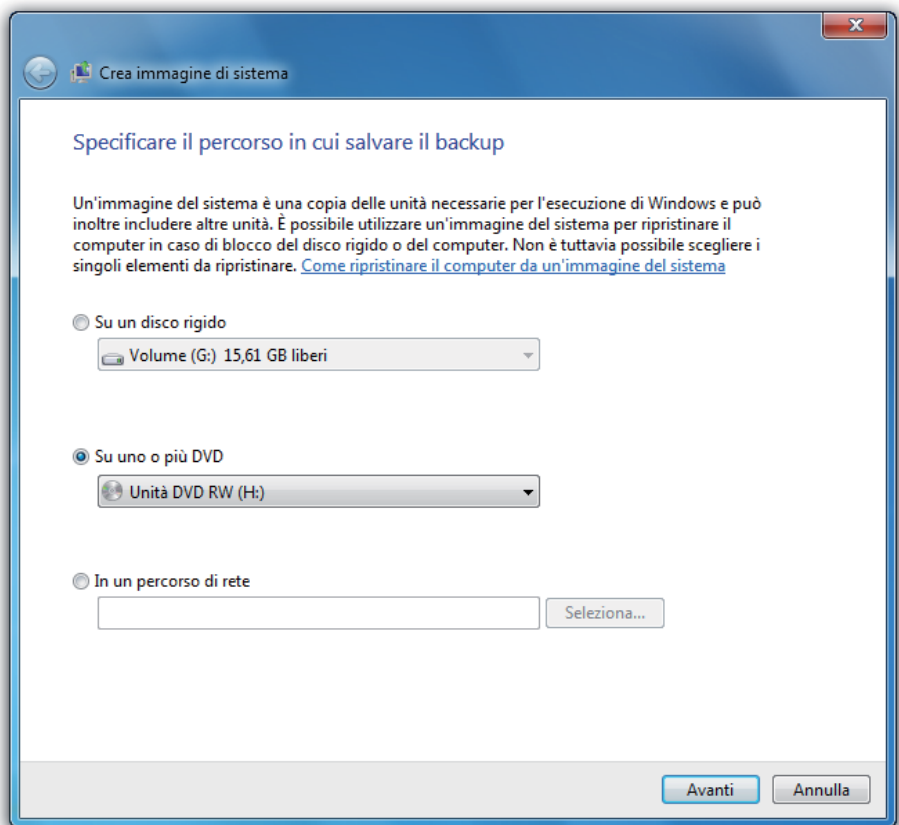 Crea immagine di sistema
Specificare il percorso in cui salvare il backup
Un'immagine del sistema è una copia delle unità necessarie per l'esecuzione di Windows e può
inoltre includere altre unità. È possibile utilizzare un'immagine del sistema per ripristinare il
computer in caso di blocco del disco rigido o del computer. Non è tuttavia possibile scegliere i
singoli elementi da ripristinare. Come ripristinare il computer da un'immagine del sistema
Su un disco rigido
Volume (G:) 15,61 GB liberi
Su uno o più DVD
Unità DVD RW (H:)
In un percorso di rete
Seleziona...
Avanti Annulla